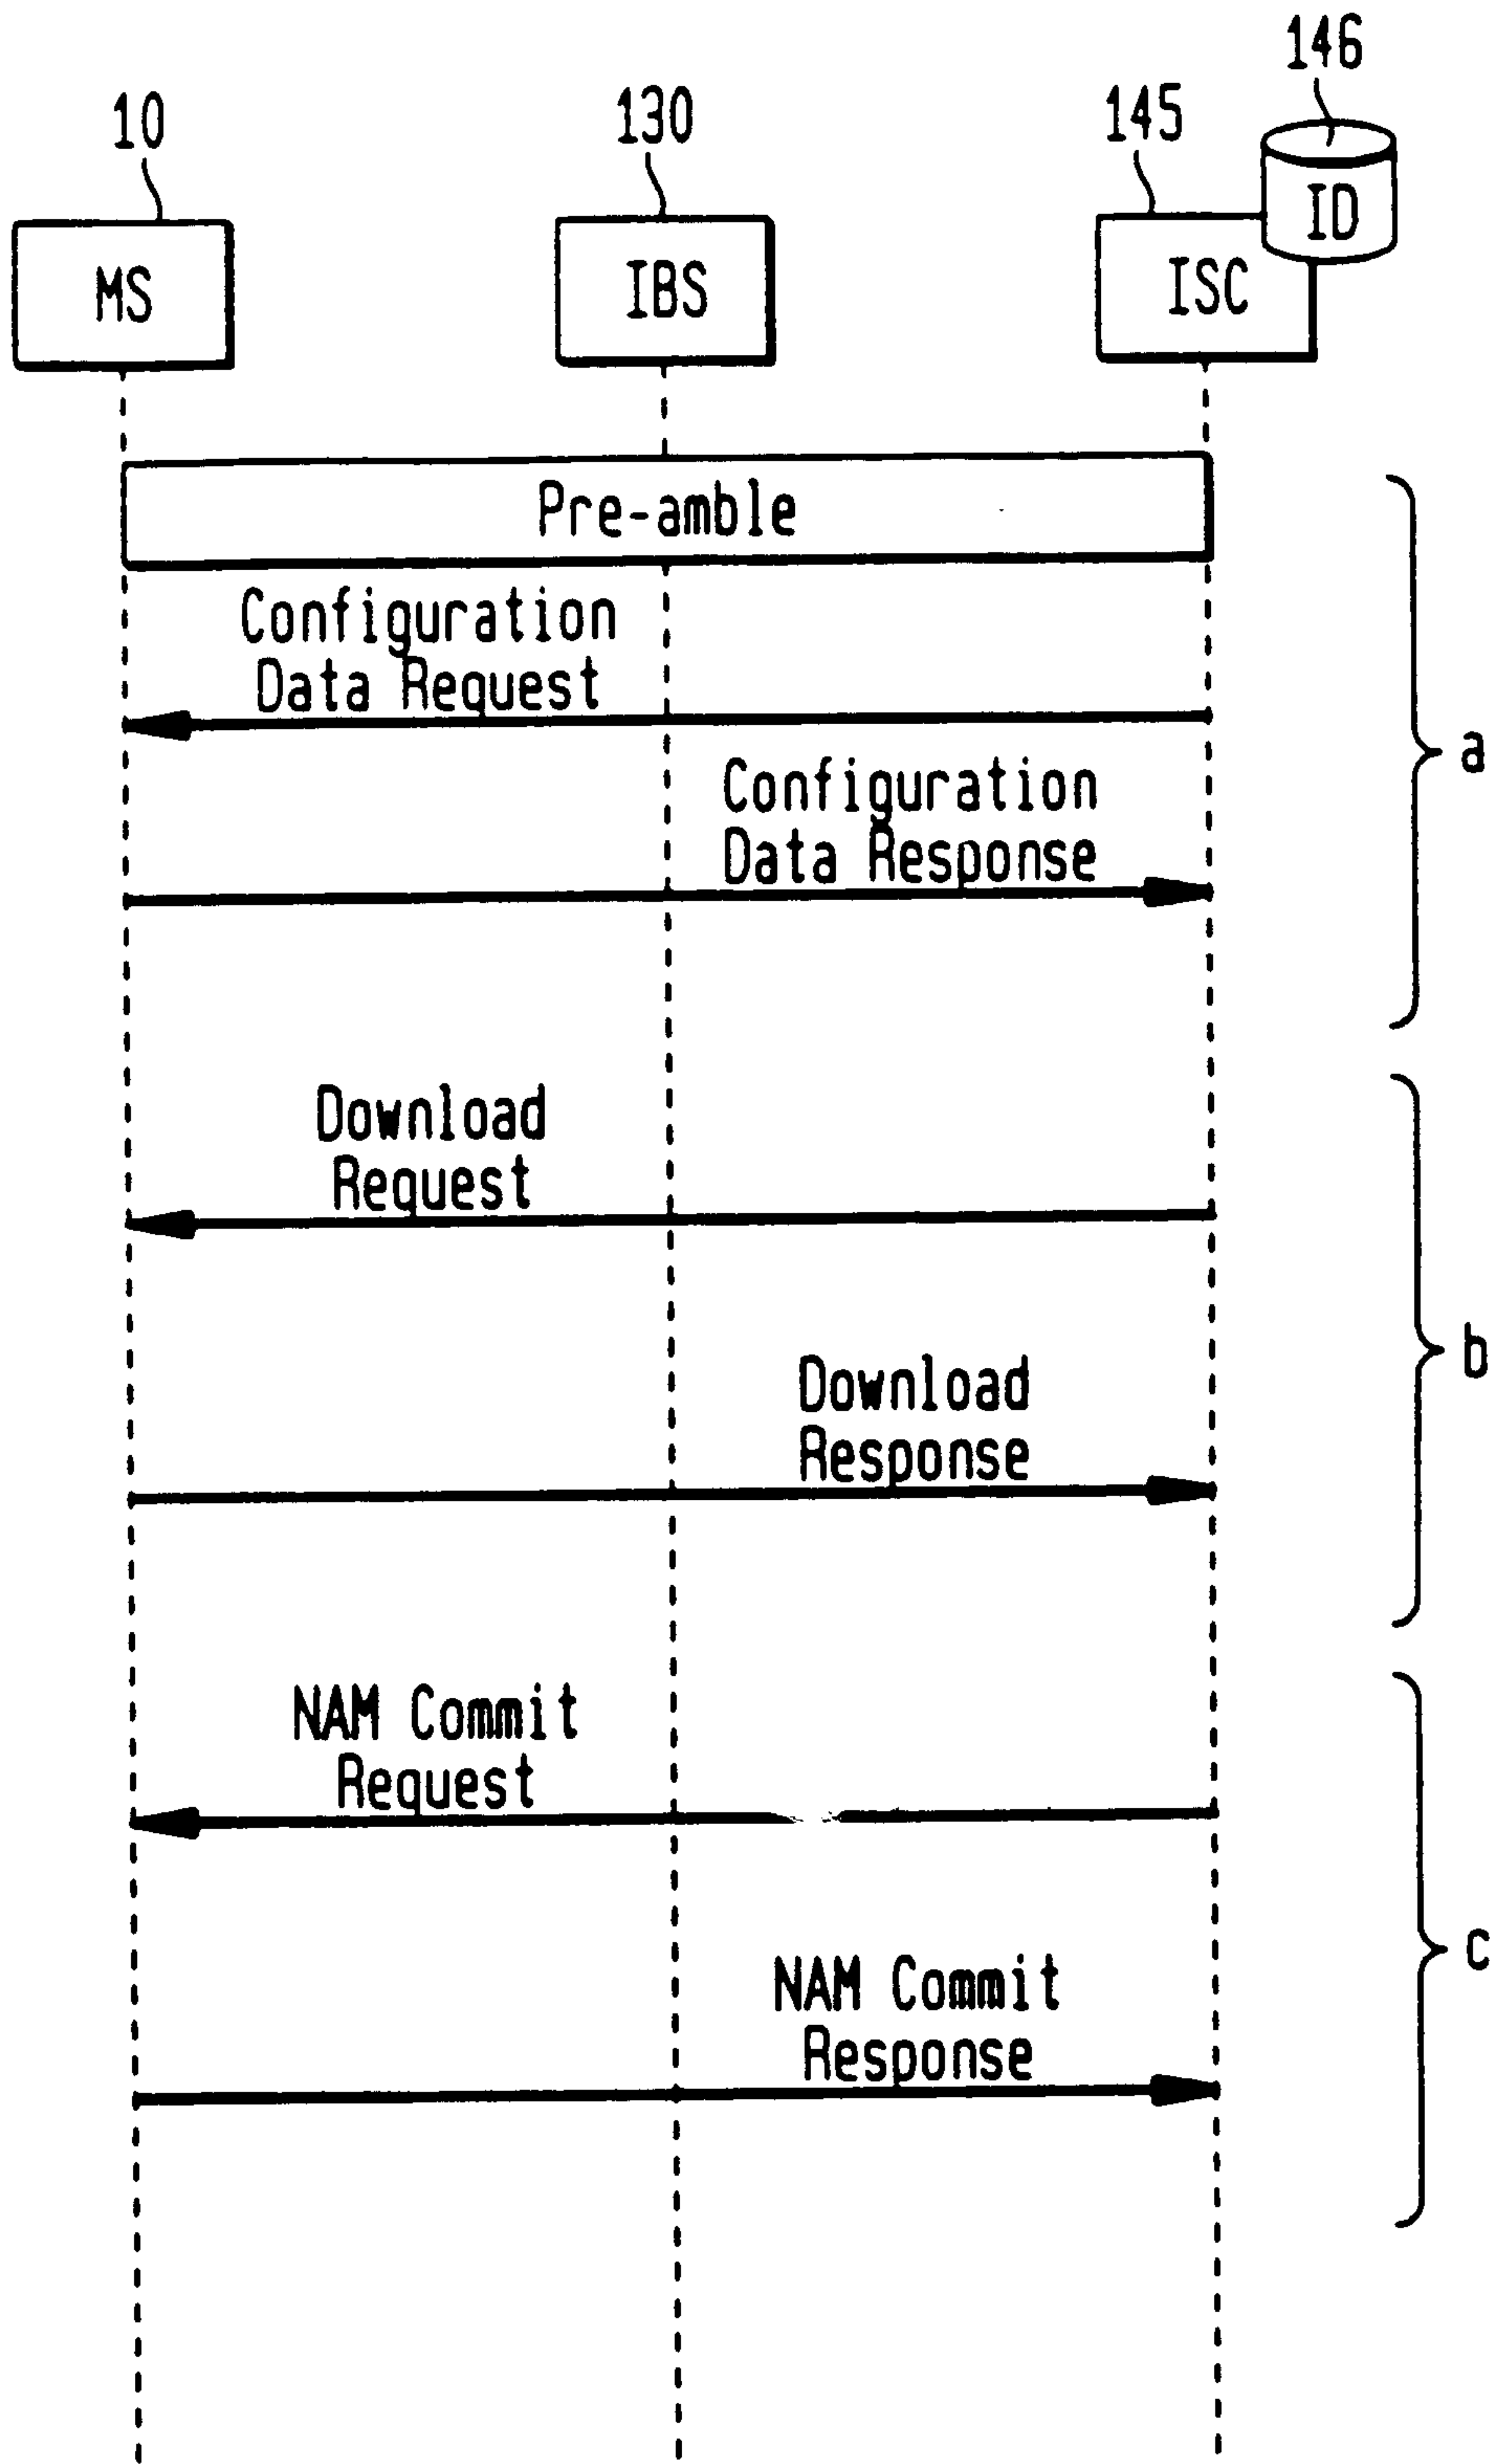 146
10
130
145
ID
MS
IBS
ISC
Pre-amble
Configuration
Data Request
a
Configuration
Data Response
Download
Request
b
Download
Response
NAM Commit
Request
c
NAM Commit
Response